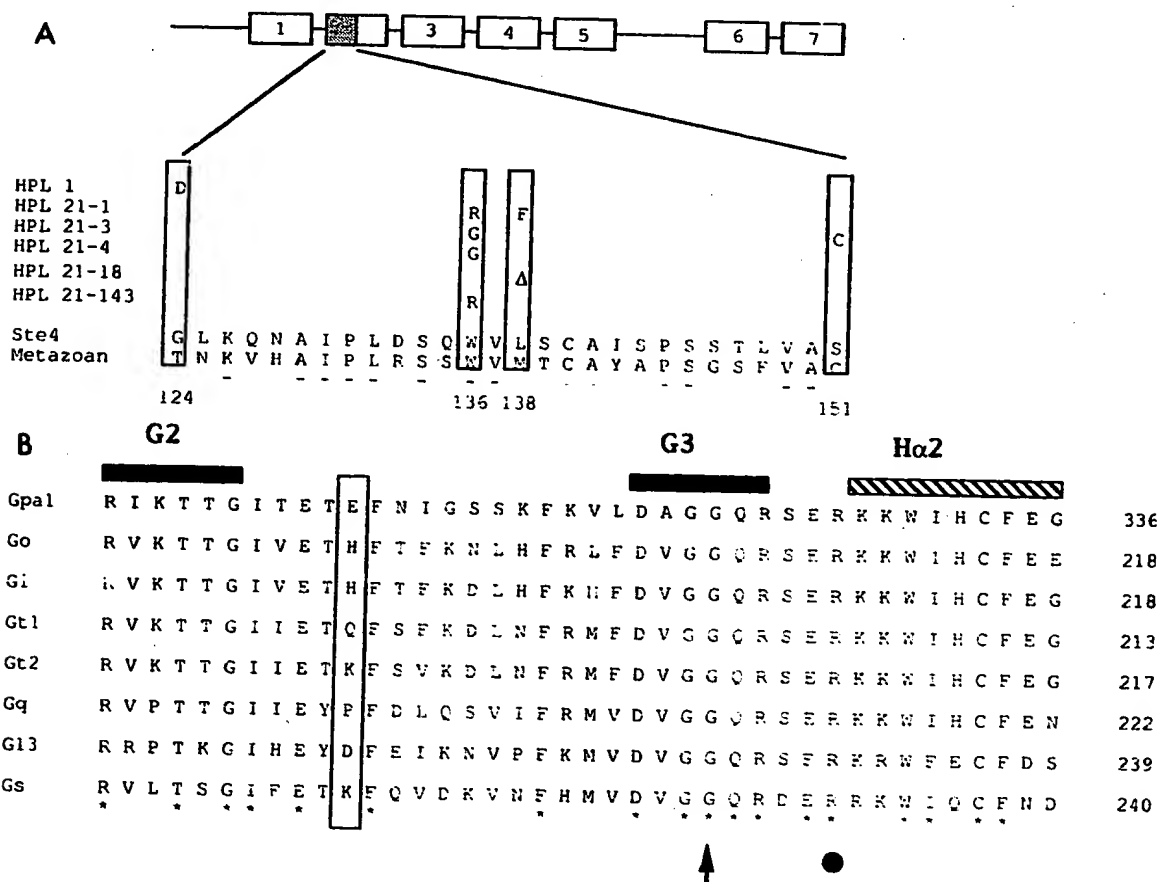 A
1 3 4 5 6 7
HPL 1 D
HPL 21-1 R F
HPL 21-3 G
HPL 21-4 G C
HPL 21-18 Δ
HPL 21-143 R
Ste4 G L K Q N A I P L D S Q W V L S C A I S P S S T L V A S
Metazoan T N K V H A I P L R S S W V M T C A Y A P S G S F V A C
124 136 138 151
B G2 G3 Hα2
Gpa1 R I K T T G I T E T E F N I G S S K F K V L D A G G Q R S E R K K W I H C F E G 336
Go R V K T T G I V E T H F T F K N L H F R L F D V G G Q R S E R K K W I H C F E E 218
Gi V K T T G I V E T H F T F K D L H F K M F D V G G Q R S E R K K W I H C F E G 218
Gt1 R V K T T G I I E T Q F S F K D L N F R M F D V G G Q R S E R K K W I H C F E G 213
Gt2 R V K T T G I I E T K F S V K D L N F R M F D V G G Q R S E R K K W I H C F E G 217
Gq R V P T T G I I E Y P F D L Q S V I F R M V D V G G Q R S E R K K W I H C F E N 222
G13 R R P T K G I H E Y D F E I K N V P F K M V D V G G Q R S E R K R W F E C F D S 239
Gs R V L T S G I F E T K F Q V D K V N F H M V D V G G Q R D E R R K W I Q C F N D 240
* * * * * * * * * * * * * * * * * *